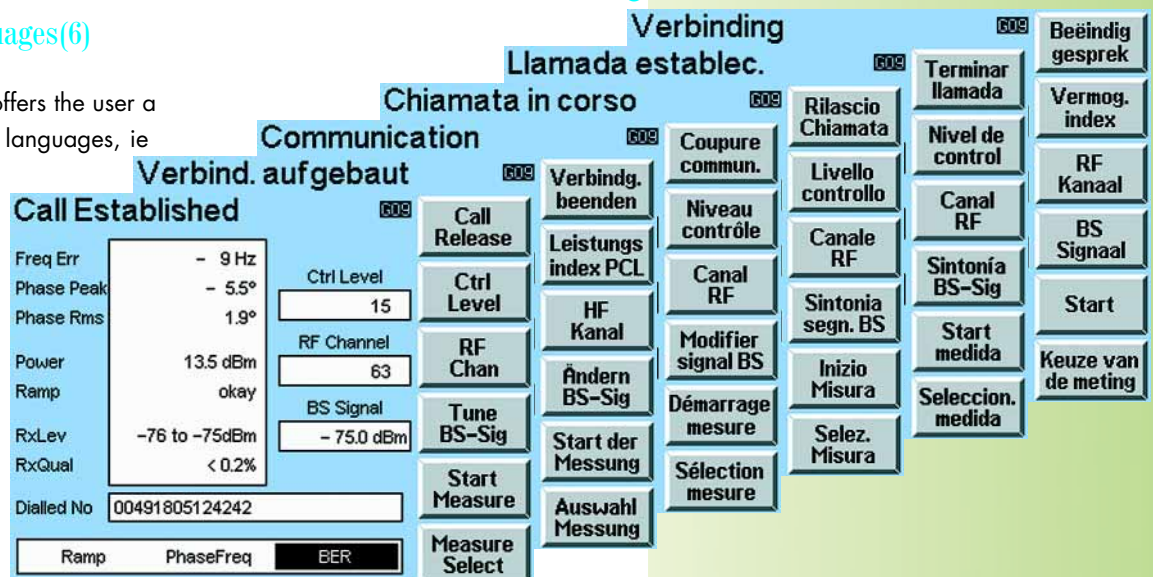 uages(6)
offers the user a
languages, ie
Verbinding G09
Beëindig
gesprek
Vermog.
index
RF
Kanaal
BS
Signaal
Start
Keuze van
de meting
Llamada establec. G09
Terminar
llamada
Nivel de
control
Canal
RF
Sintonía
BS-Sig
Start
medida
Seleccion.
medida
Chiamata in corso G09
Rilascio
Chiamata
Livello
controllo
Canale
RF
Sintonia
segn. BS
Inizio
Misura
Selez.
Misura
Communication G09
Coupure
commun.
Niveau
contrôle
Canal
RF
Modifier
signal BS
Démarrage
mesure
Sélection
mesure
Verbind. aufgebaut G09
Verbindg.
beenden
Leistungs
index PCL
HF
Kanal
Ändern
BS-Sig
Start der
Messung
Auswahl
Messung
Call Established G09
Call
Release
Ctrl
Level
RF
Chan
Tune
BS-Sig
Start
Measure
Measure
Select
Freq Err - 9 Hz
Phase Peak - 5.5°
Phase Rms 1.9°
Power 13.5 dBm
Ramp okay
RxLev -76 to -75dBm
RxQual < 0.2%
Ctrl Level
15
RF Channel
63
BS Signal
- 75.0 dBm
Dialled No 00491805124242
Ramp PhaseFreq BER